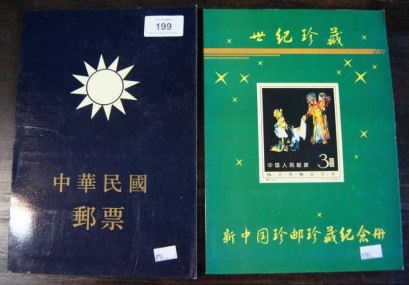 199
中華民國
郵票
世纪珍藏
中国人民邮政
3
新中国珍邮珍藏纪念册